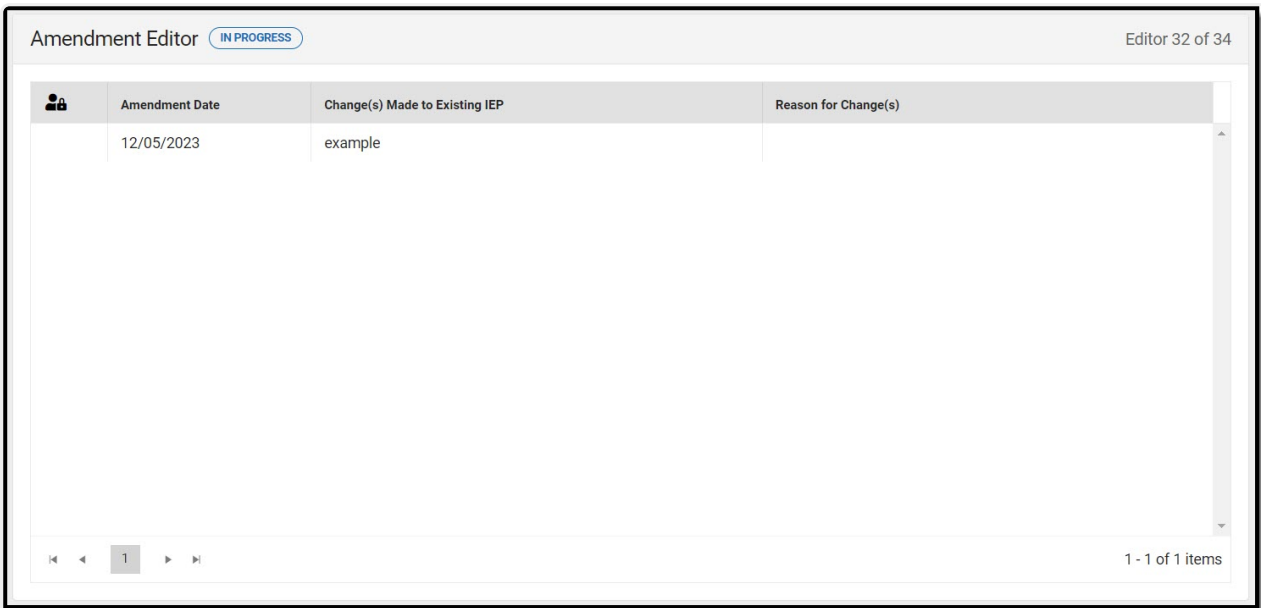 Amendment Editor IN PROGRESS Editor 32 of 34
Amendment Date Change(s) Made to Existing IEP Reason for Change(s)
12/05/2023 example
1 1 - 1 of 1 items